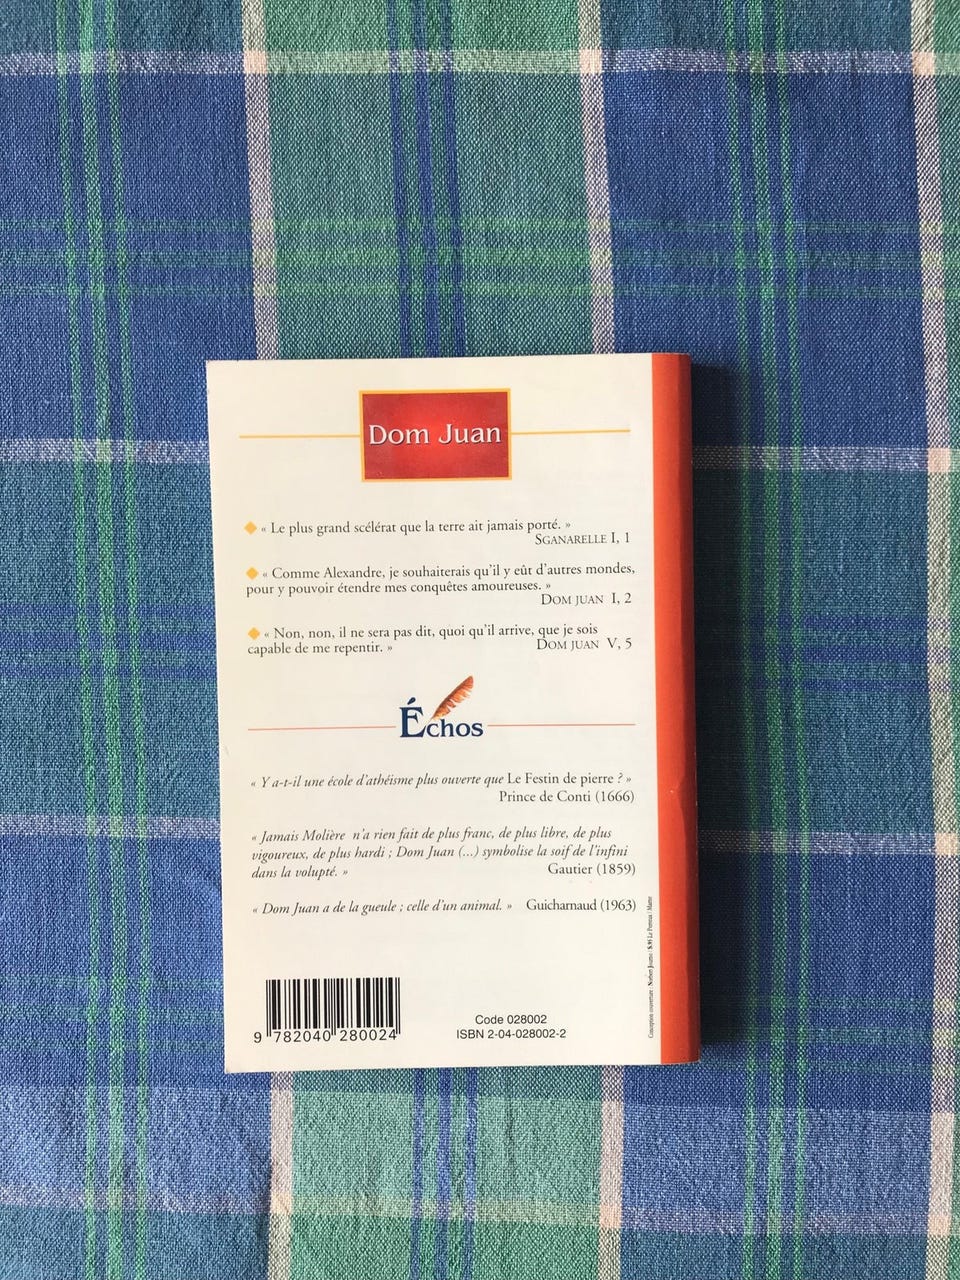 Dom Juan
« Le plus grand scélérat que la terre ait jamais porté. »
SGANARELLE I, 1
« Comme Alexandre, je souhaiterais qu'il y eût d'autres mondes,
pour y pouvoir étendre mes conquêtes amoureuses. »
DOM JUAN I, 2
« Non, non, il ne sera pas dit, quoi qu'il arrive, que je sois
capable de me repentir. » DOM JUAN V, 5
Échos
« Y a-t-il une école d'athéisme plus ouverte que Le Festin de pierre ? »
Prince de Conti (1666)
« Jamais Molière n'a rien fait de plus franc, de plus libre, de plus
vigoureux, de plus hardi ; Dom Juan (...) symbolise la soif de l'infini
dans la volupté. » Gautier (1859)
« Dom Juan a de la gueule ; celle d'un animal. » Guicharnaud (1963)
9 782040 280024
Code 028002
ISBN 2-04-028002-2
Conception couverture : Norbert Journo